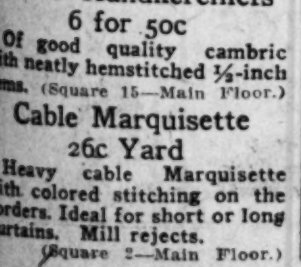 6 for 50c
Of good quality cambric
ith neatly hemstitched ½-inch
ms. (Square 15—Main Floor.)
Cable Marquisette
26c Yard
Heavy cable Marquisette
ith colored stitching on the
orders. Ideal for short or long
urtains. Mill rejects.
(Square 2—Main Floor.)